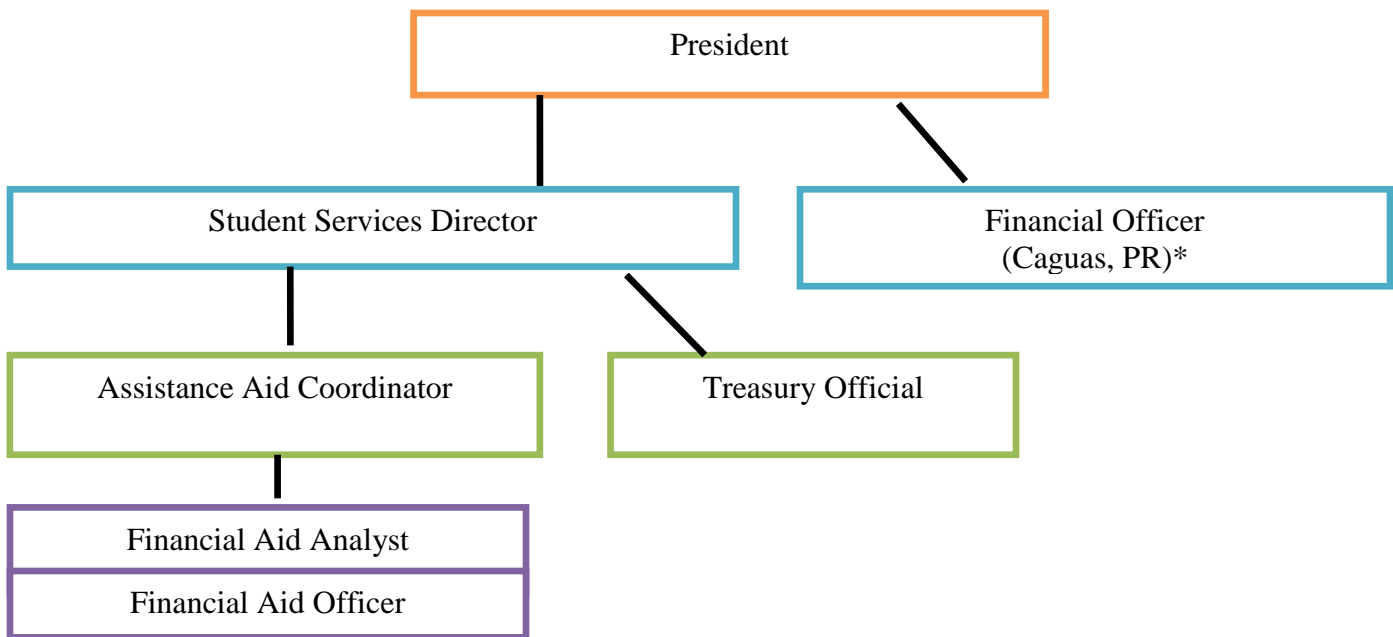 President
Student Services Director
Financial Officer
(Caguas, PR)*
Assistance Aid Coordinator
Treasury Official
Financial Aid Analyst
Financial Aid Officer